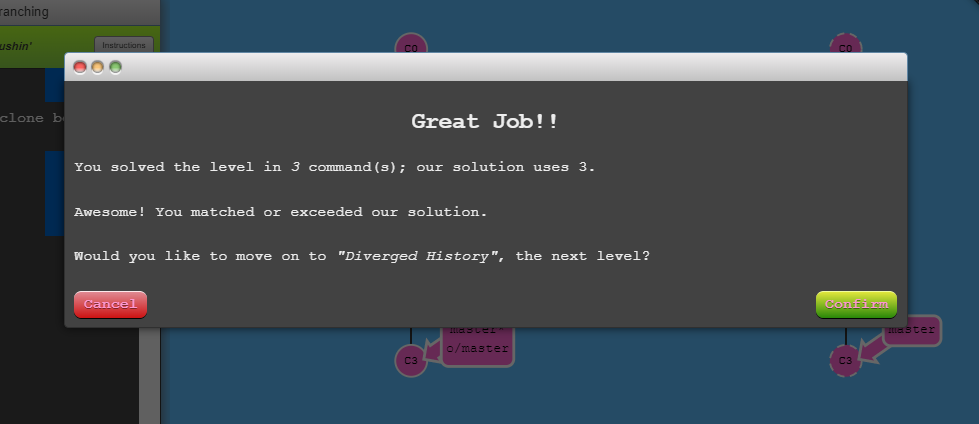 ranching
ushin'
Instructions
C0
C0
clone
Great Job!!
You solved the level in 3 command(s); our solution uses 3.
Awesome! You matched or exceeded our solution.
Would you like to move on to "Diverged History", the next level?
Cancel
Confirm
master*
o/master
master
C3
C3